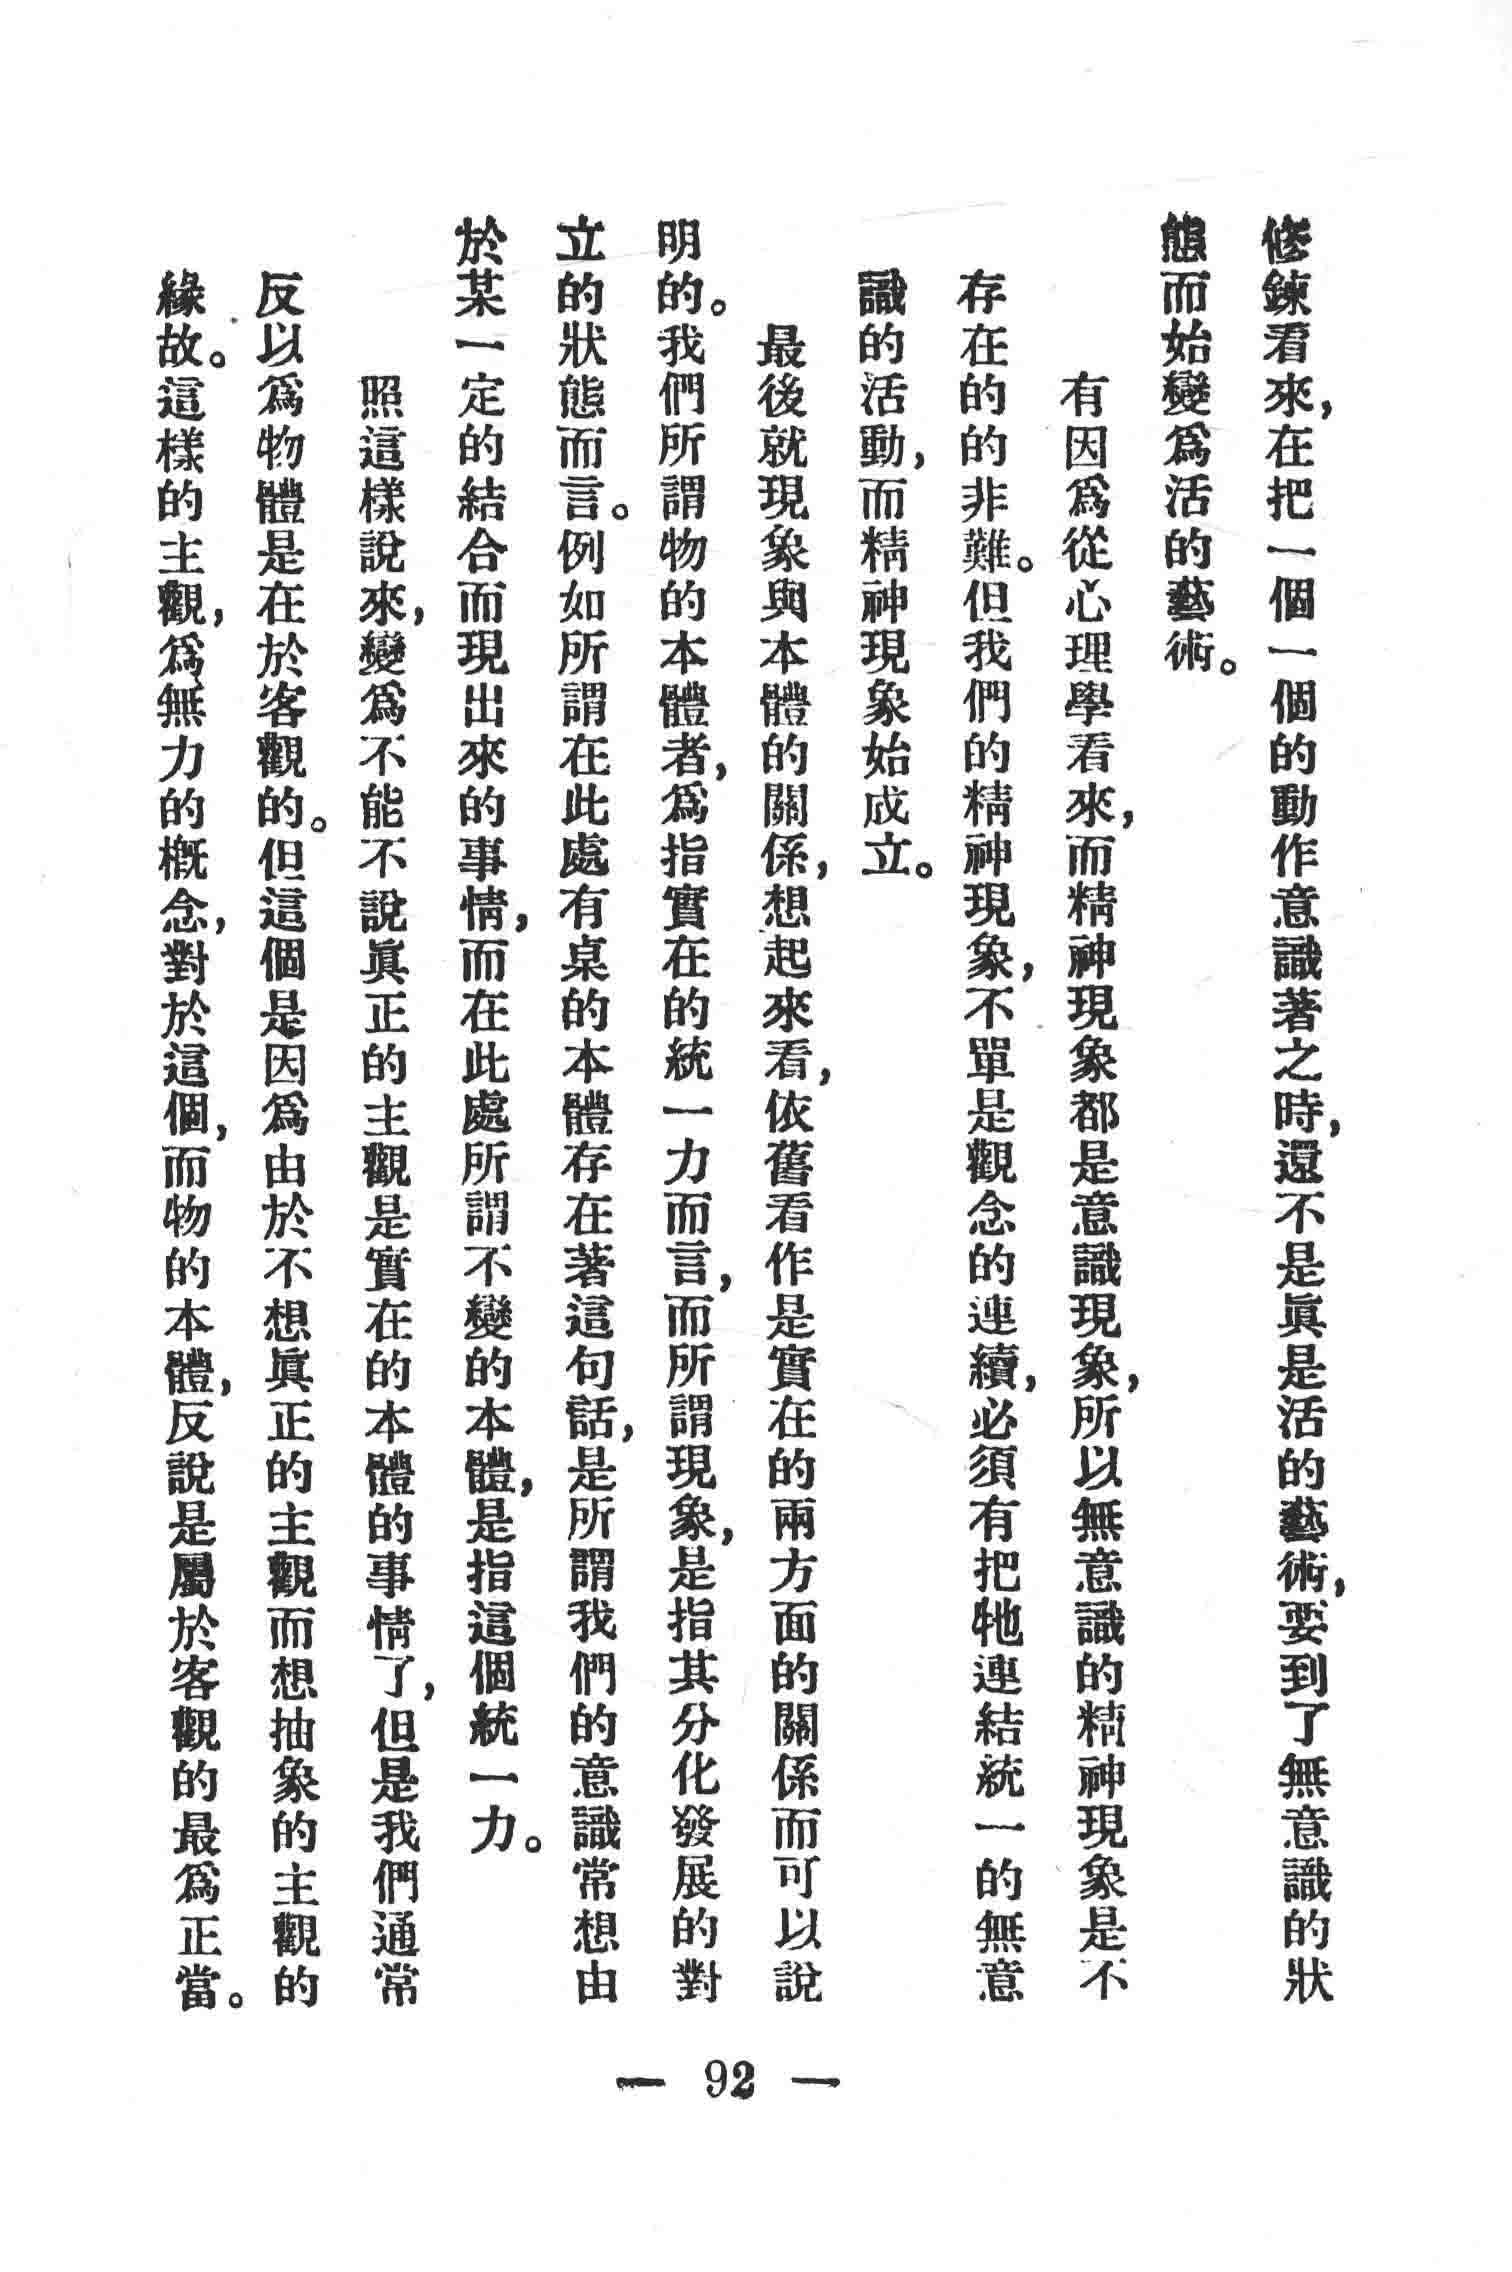 修鍊看來，在把一個一個的動作意識著之時，還不是眞是活的藝術，要到了無意識的狀
態而始變爲活的藝術。
有因爲從心理學看來，而精神現象都是意識現象，所以無意識的精神現象是不
存在的的非難。但我們的精神現象，不單是觀念的連續，必須有把牠連結統一的無意
識的活動，而精神現象始成立。
最後就現象與本體的關係，想起來看，依舊看作是實在的兩方面的關係而可以說
明的。我們所謂物的本體者，爲指實在的統一力而言，而所謂現象，是指其分化發展的對
立的狀態而言。例如所謂在此處有桌的本體存在著這句話，是所謂我們的意識常想由
於某一定的結合而現出來的事情，而在此處所謂不變的本體，是指這個統一力。
照這樣說來，變爲不能不說眞正的主觀是實在的本體的事情了，但是我們通常
反以爲物體是在於客觀的。但這個是因爲由於不想眞正的主觀而想抽象的主觀的
緣故。這樣的主觀，爲無力的槪念，對於這個，而物的本體，反說是屬於客觀的最爲正當。
— 92 —